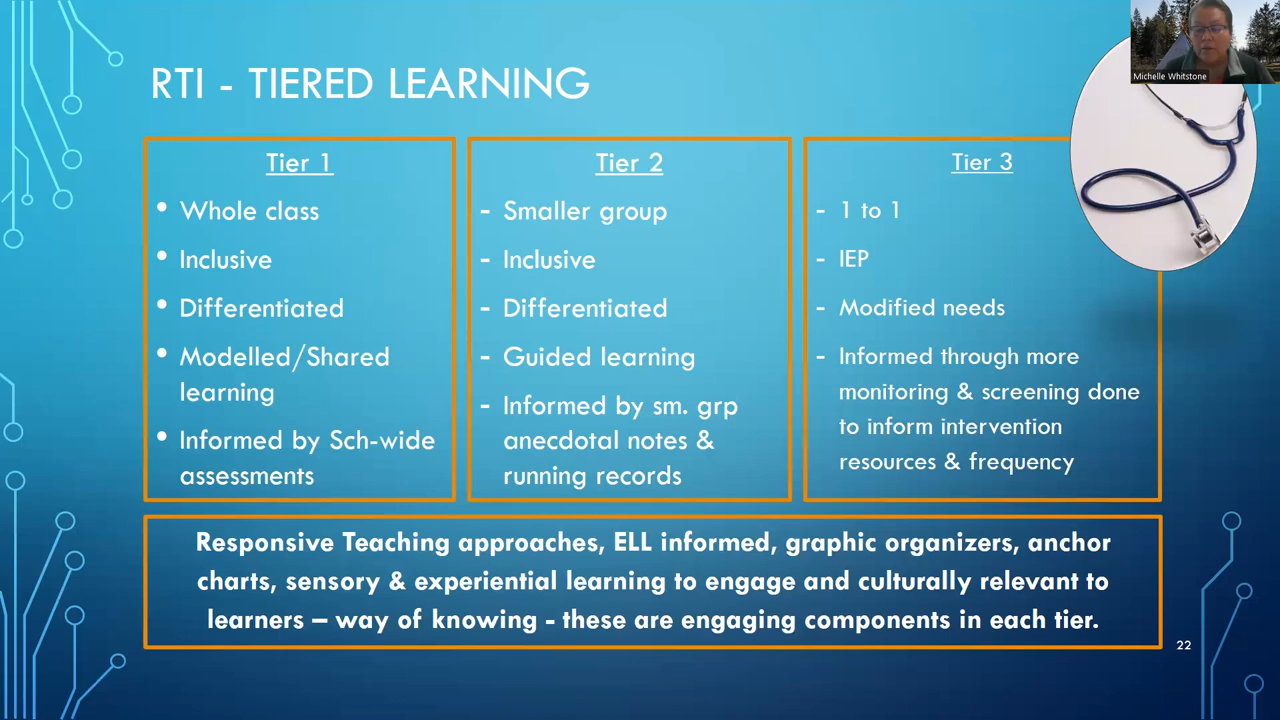 Michelle Whitstone
RTI - TIERED LEARNING
Tier 1
• Whole class
• Inclusive
• Differentiated
• Modelled/Shared
learning
• Informed by Sch-wide
assessments
Tier 2
- Smaller group
- Inclusive
- Differentiated
- Guided learning
- Informed by sm. grp
anecdotal notes &
running records
Tier 3
- 1 to 1
- IEP
- Modified needs
- Informed through more
monitoring & screening done
to inform intervention
resources & frequency
Responsive Teaching approaches, ELL informed, graphic organizers, anchor
charts, sensory & experiential learning to engage and culturally relevant to
learners – way of knowing - these are engaging components in each tier.
22